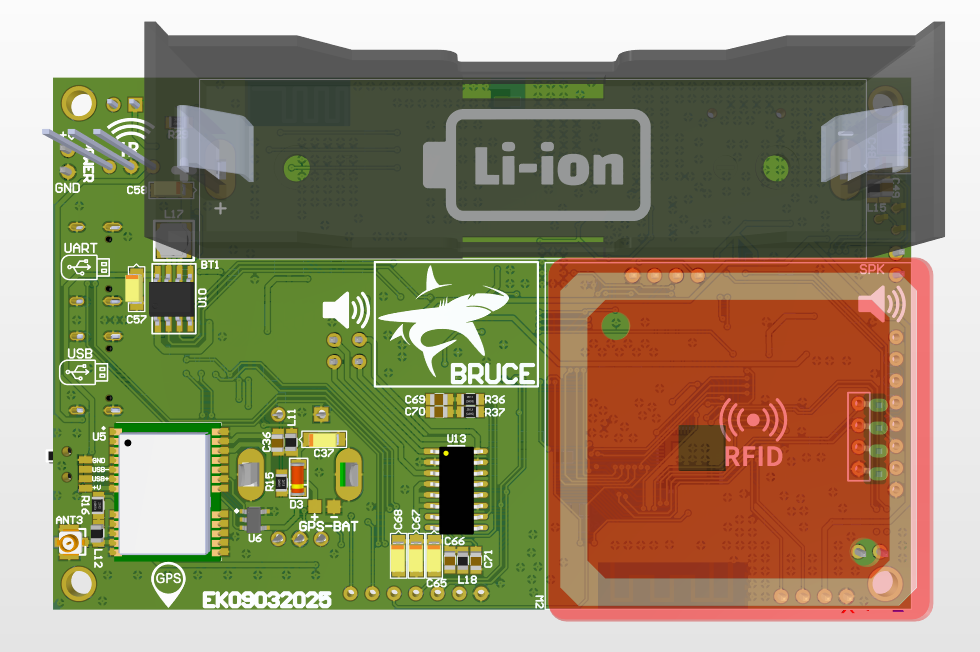 Li-ion
+
GND
C58
L17
L15
UART
BT1
U10
C57
SPK
USB
BRUCE
C69
R36
C70
R37
U5
L11
C36
C37
U13
RFID
GND
USB-
USB+
+V
R15
D3
R16
GPS-BAT
U6
ANT3
L12
C68
C67
C66
C71
C65
L18
GPS
EK09032025
M2